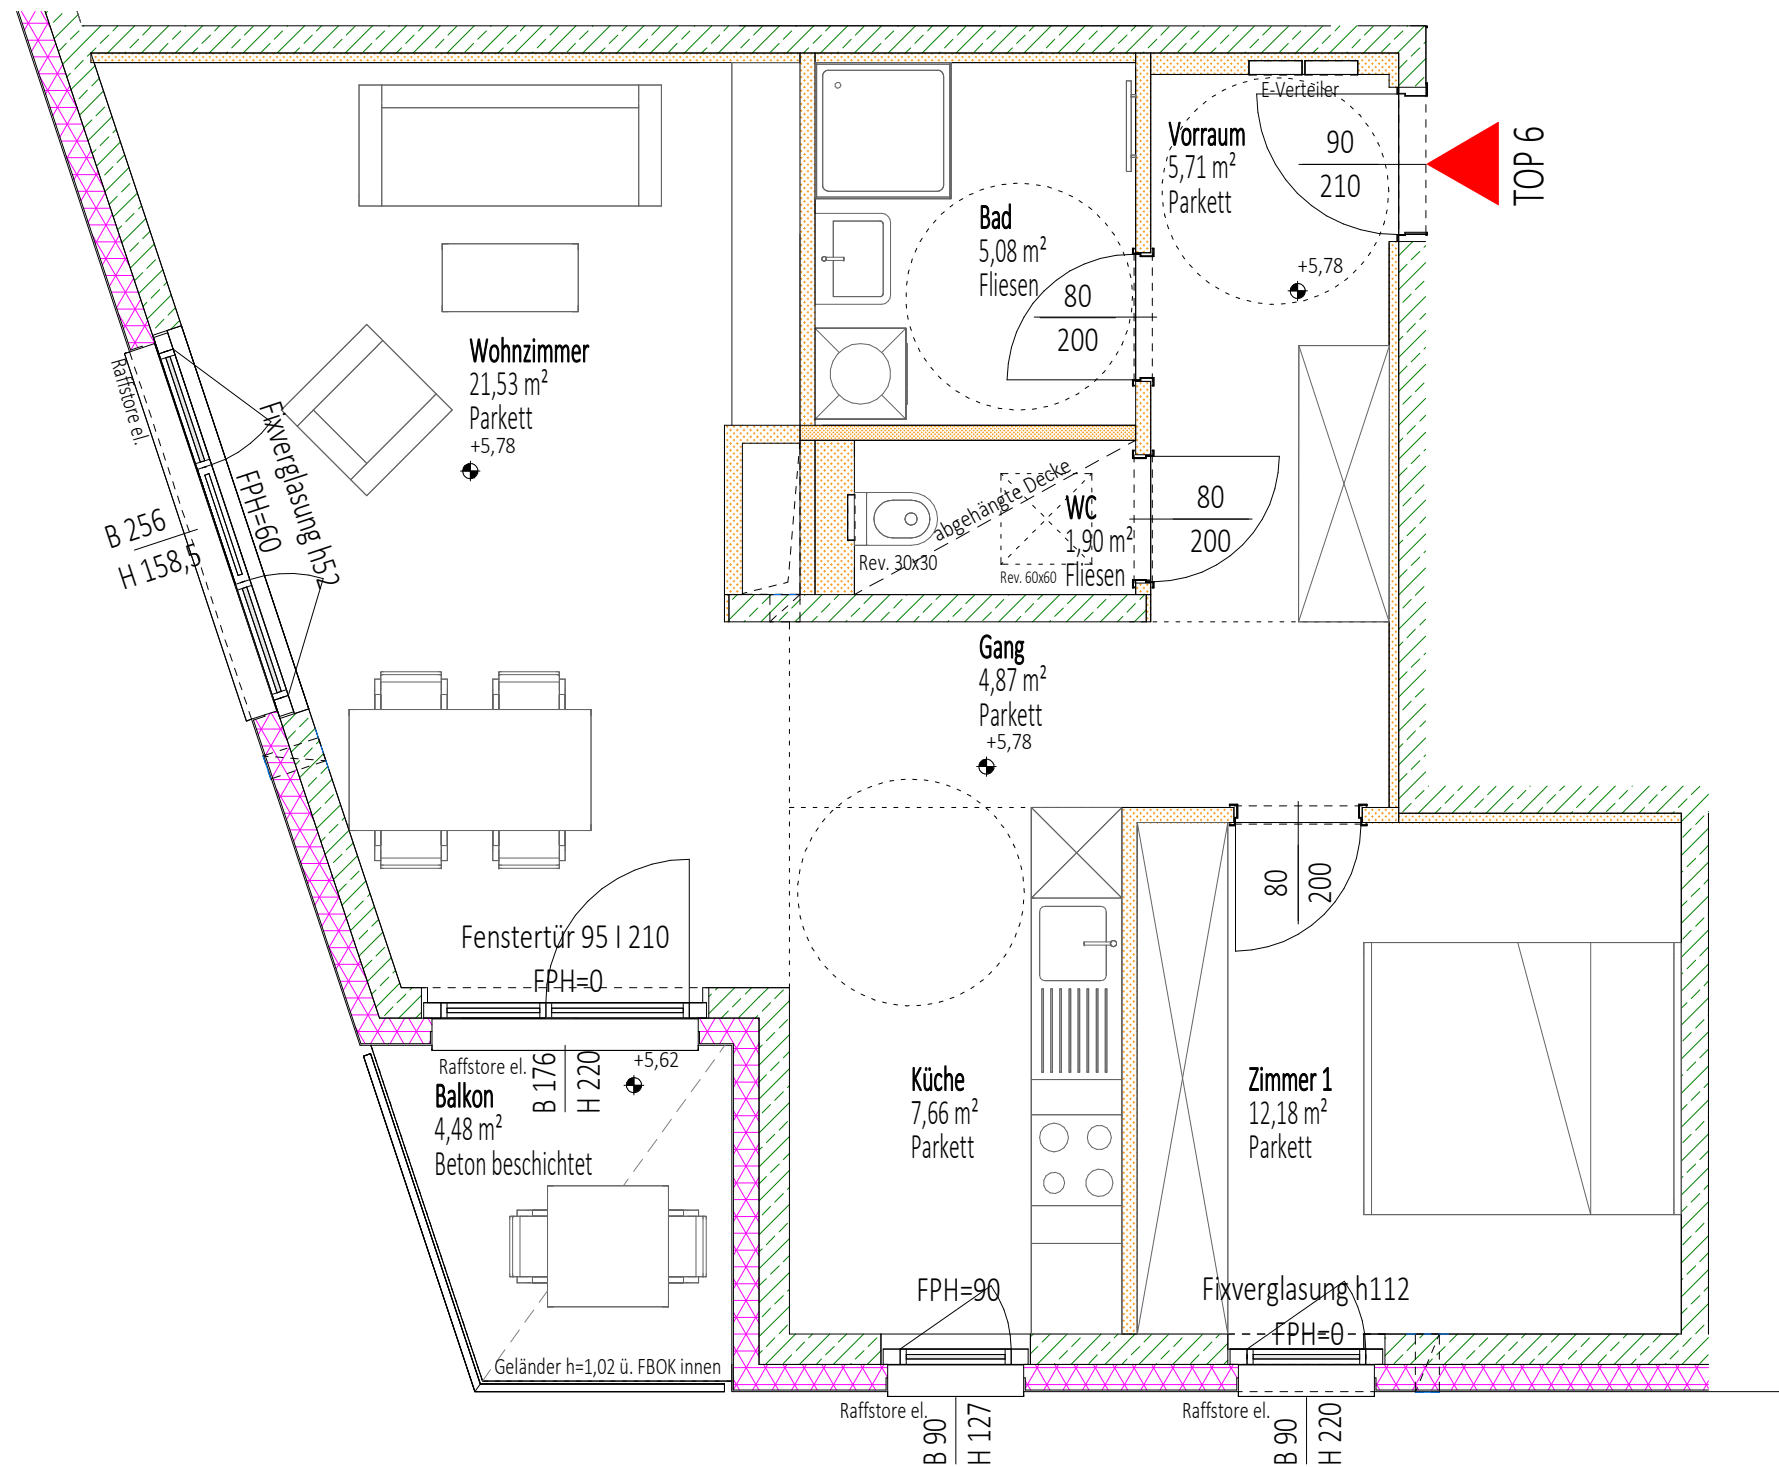 E-Verteiler
Vorraum
5,71 m²
Parkett
90
210
TOP 6
+5,78
Bad
5,08 m²
Fliesen
80
200
Wohnzimmer
21,53 m²
Parkett
+5,78
Raffstore el.
Fixverglasung h52
FPH=60
B 256
H 158,5
abgehängte Decke
WC
1,90 m²
Fliesen
Rev. 30x30
Rev. 60x60
80
200
Gang
4,87 m²
Parkett
+5,78
80
200
Fenstertür 95 I 210
FPH=0
Raffstore el.
B 176
H 220
+5,62
Balkon
4,48 m²
Beton beschichtet
Geländer h=1,02 ü. FBOK innen
Küche
7,66 m²
Parkett
FPH=90
Zimmer 1
12,18 m²
Parkett
Fixverglasung h112
FPH=0
Raffstore el.
B 90
H 127
Raffstore el.
B 90
H 220